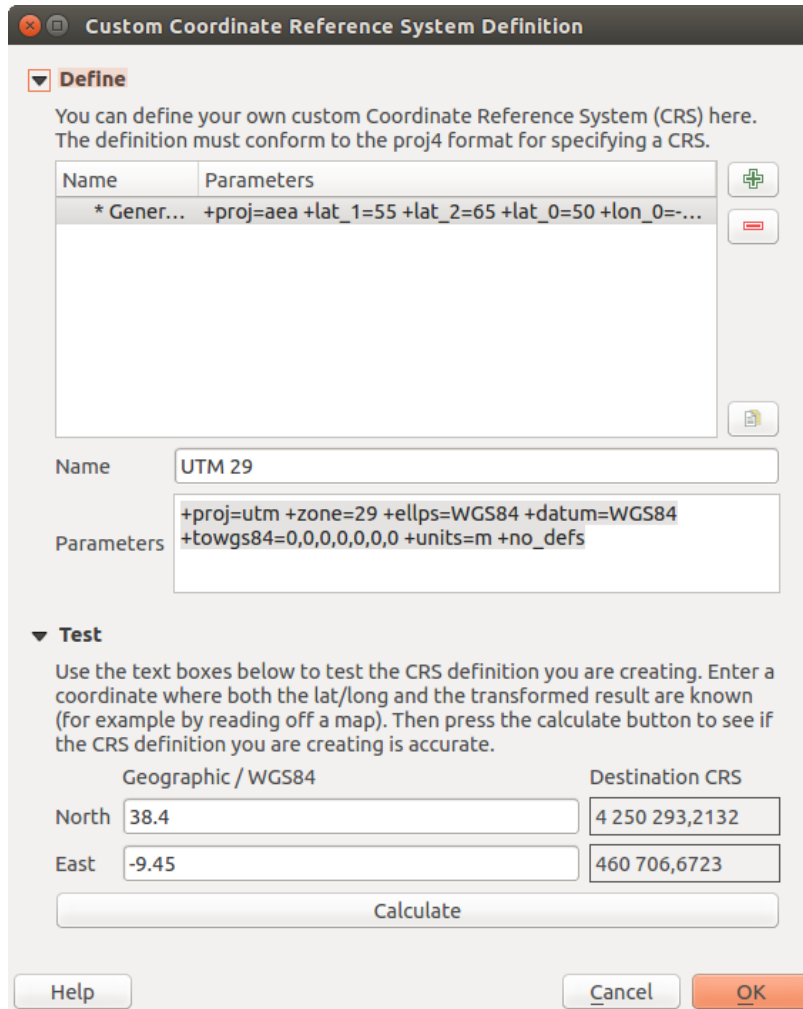 Custom Coordinate Reference System Definition
Define
You can define your own custom Coordinate Reference System (CRS) here.
The definition must conform to the proj4 format for specifying a CRS.
Name Parameters
* Gener... +proj=aea +lat_1=55 +lat_2=65 +lat_0=50 +lon_0=-...
Name UTM 29
+proj=utm +zone=29 +ellps=WGS84 +datum=WGS84
Parameters +towgs84=0,0,0,0,0,0,0 +units=m +no_defs
Test
Use the text boxes below to test the CRS definition you are creating. Enter a
coordinate where both the lat/long and the transformed result are known
(for example by reading off a map). Then press the calculate button to see if
the CRS definition you are creating is accurate.
Geographic / WGS84 Destination CRS
North 38.4 4 250 293,2132
East -9.45 460 706,6723
Calculate
Help Cancel OK